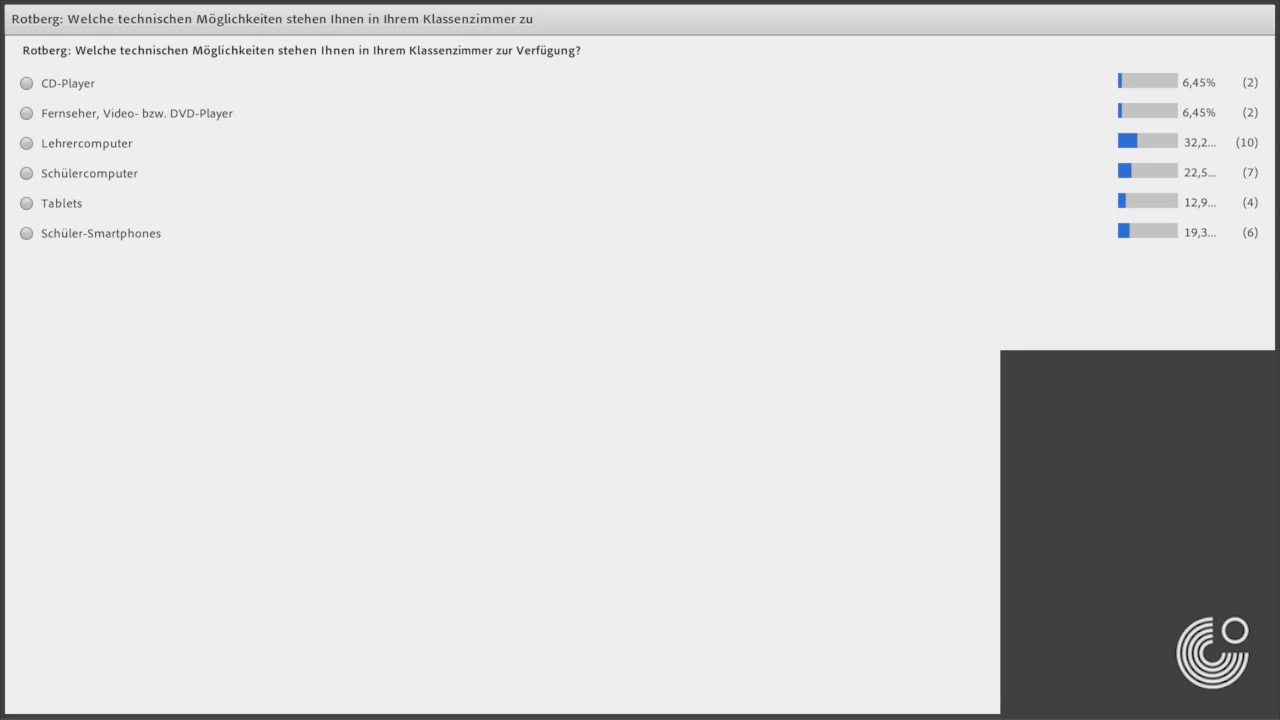 Rotberg: Welche technischen Möglichkeiten stehen Ihnen in Ihrem Klassenzimmer zu
Rotberg: Welche technischen Möglichkeiten stehen Ihnen in Ihrem Klassenzimmer zur Verfügung?
CD-Player 6,45% (2)
Fernseher, Video- bzw. DVD-Player 6,45% (2)
Lehrercomputer 32,2... (10)
Schülercomputer 22,5... (7)
Tablets 12,9... (4)
Schüler-Smartphones 19,3... (6)